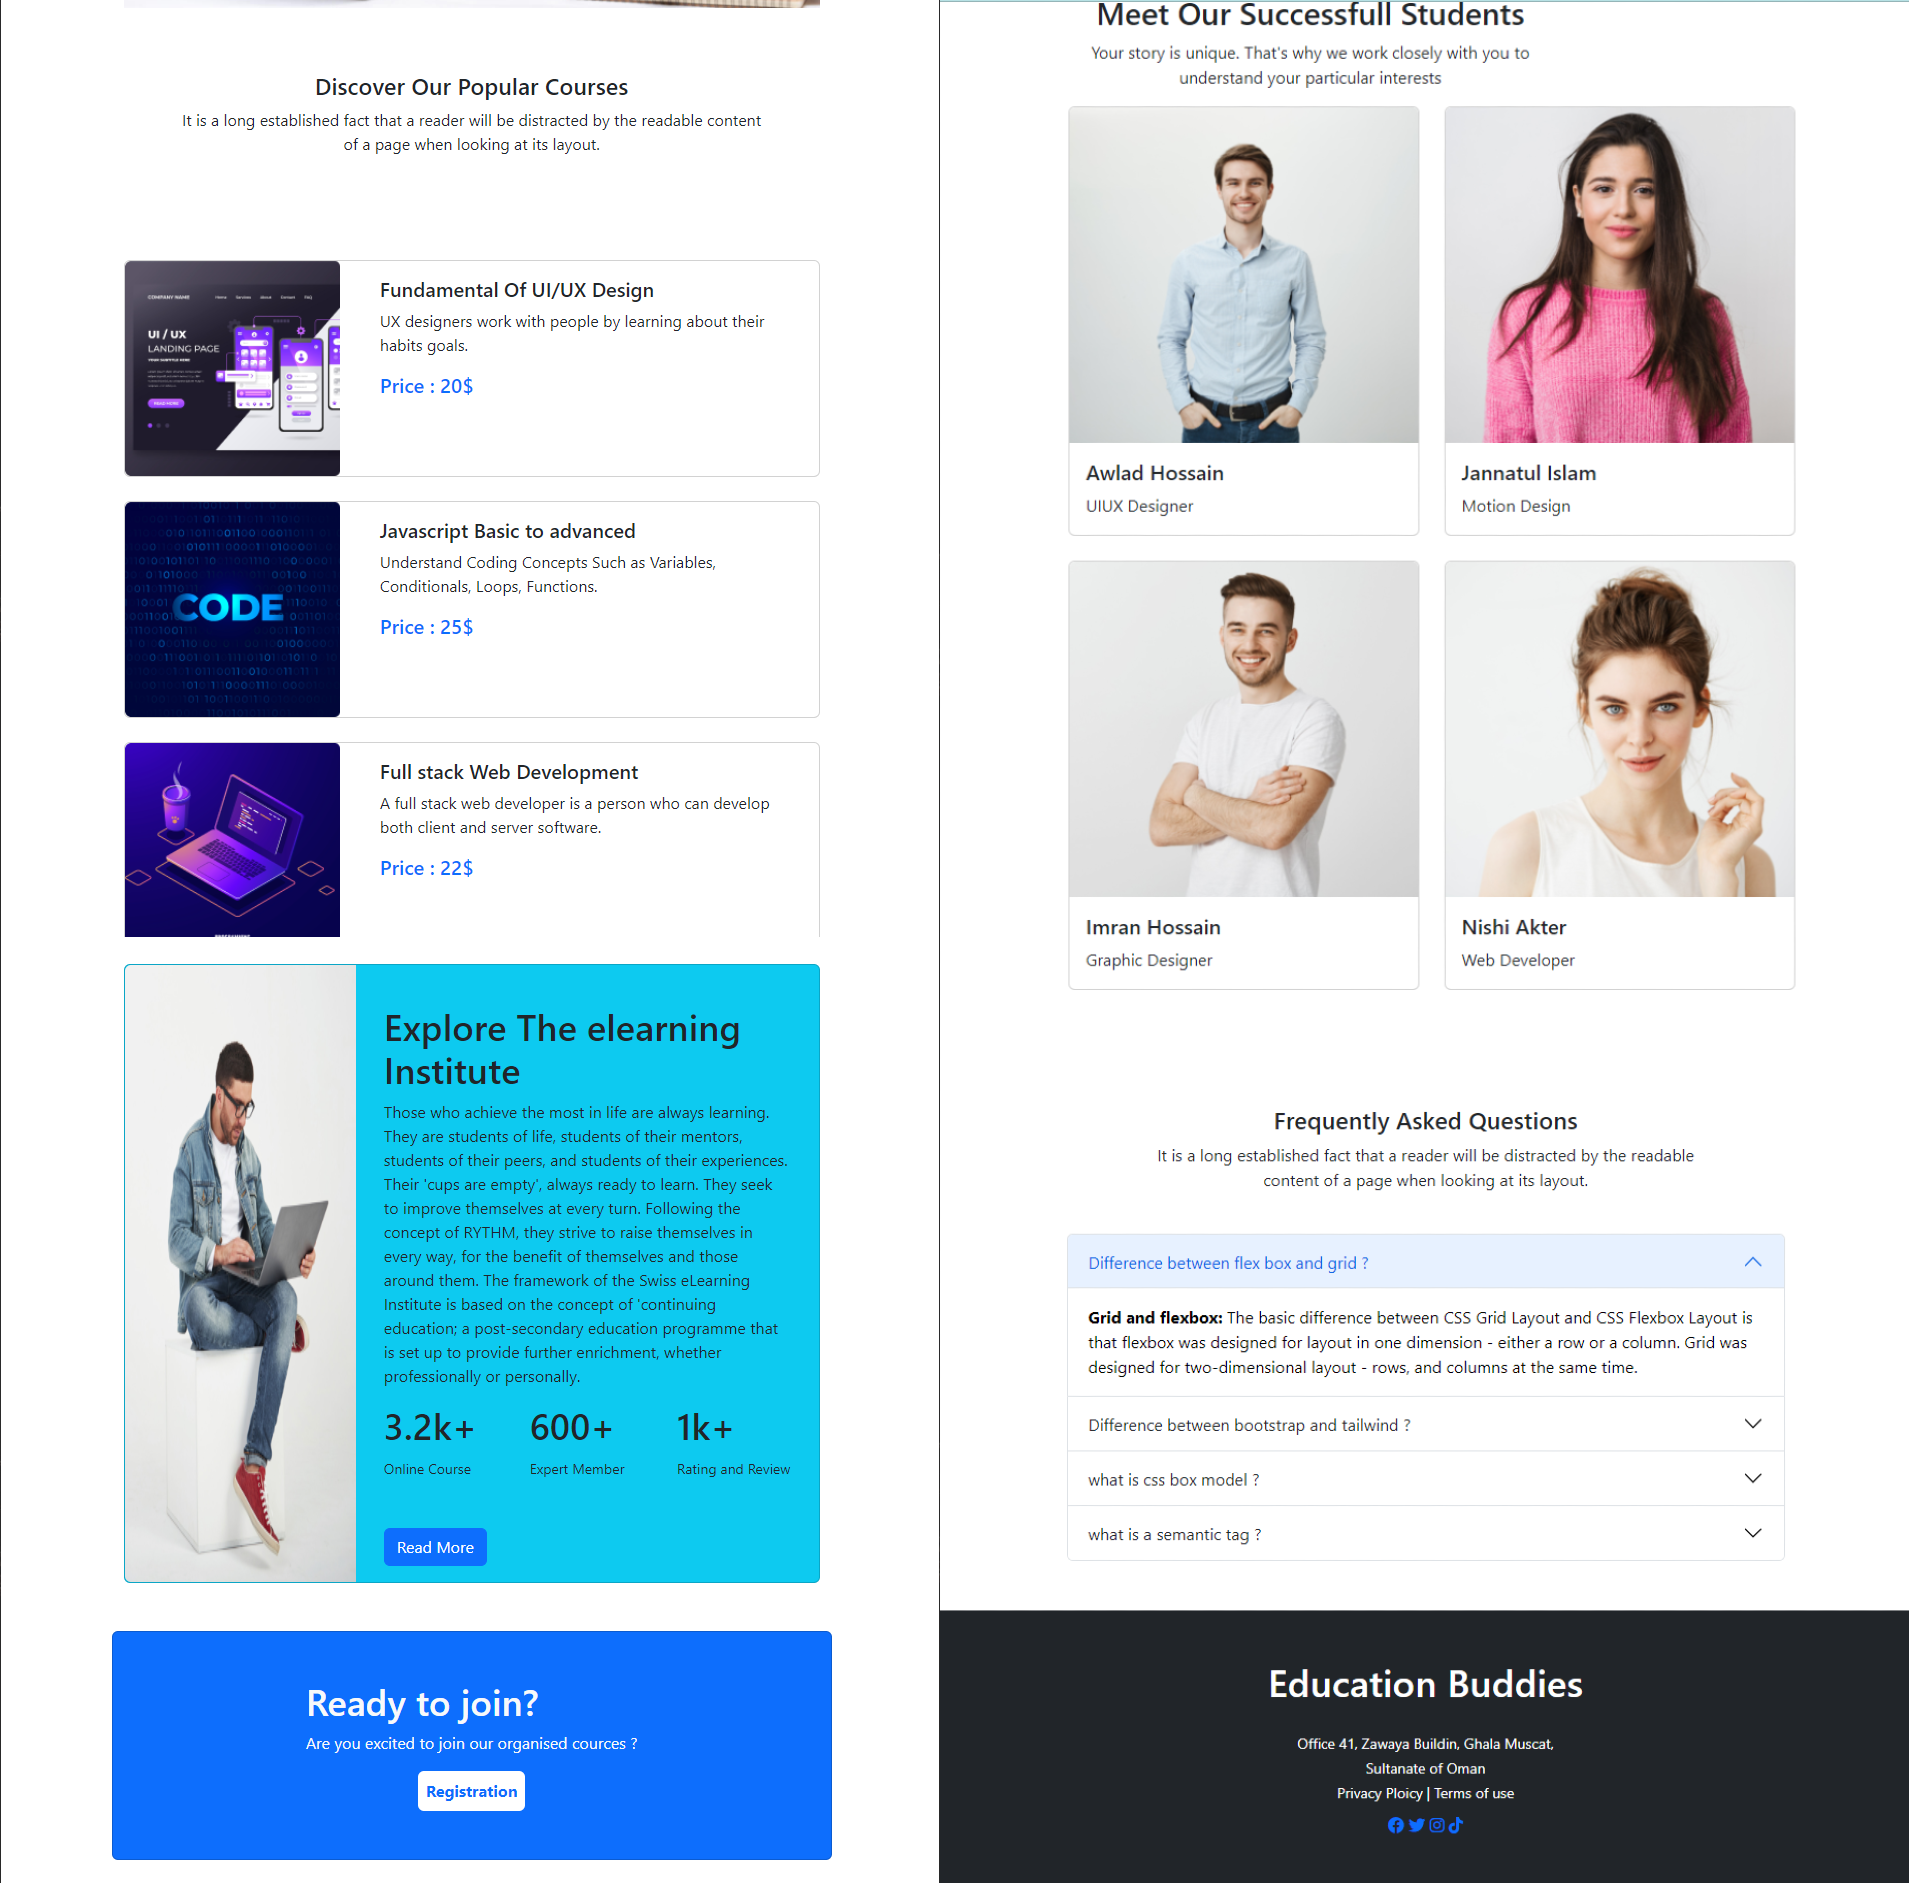 Discover Our Popular Courses
It is a long established fact that a reader will be distracted by the readable content
of a page when looking at its layout.
COMPANY NAME
Home Services About Contact FAQ
UI / UX
LANDING PAGE
YOUR SUBTITLE HERE
READ MORE
Fundamental Of UI/UX Design
UX designers work with people by learning about their
habits goals.
Price : 20$
CODE
Javascript Basic to advanced
Understand Coding Concepts Such as Variables,
Conditionals, Loops, Functions.
Price : 25$
Full stack Web Development
A full stack web developer is a person who can develop
both client and server software.
Price : 22$
Explore The elearning
Institute
Those who achieve the most in life are always learning.
They are students of life, students of their mentors,
students of their peers, and students of their experiences.
Their 'cups are empty', always ready to learn. They seek
to improve themselves at every turn. Following the
concept of RYTHM, they strive to raise themselves in
every way, for the benefit of themselves and those
around them. The framework of the Swiss eLearning
Institute is based on the concept of 'continuing
education; a post-secondary education programme that
is set up to provide further enrichment, whether
professionally or personally.
3.2k+ 600+ 1k+
Online Course Expert Member Rating and Review
Read More
Ready to join?
Are you excited to join our organised cources ?
Registration
Meet Our Successfull Students
Your story is unique. That's why we work closely with you to
understand your particular interests
Awlad Hossain
UIUX Designer
Jannatul Islam
Motion Design
Imran Hossain
Graphic Designer
Nishi Akter
Web Developer
Frequently Asked Questions
It is a long established fact that a reader will be distracted by the readable
content of a page when looking at its layout.
Difference between flex box and grid ?
Grid and flexbox: The basic difference between CSS Grid Layout and CSS Flexbox Layout is
that flexbox was designed for layout in one dimension - either a row or a column. Grid was
designed for two-dimensional layout - rows, and columns at the same time.
Difference between bootstrap and tailwind ?
what is css box model ?
what is a semantic tag ?
Education Buddies
Office 41, Zawaya Buildin, Ghala Muscat,
Sultanate of Oman
Privacy Ploicy | Terms of use